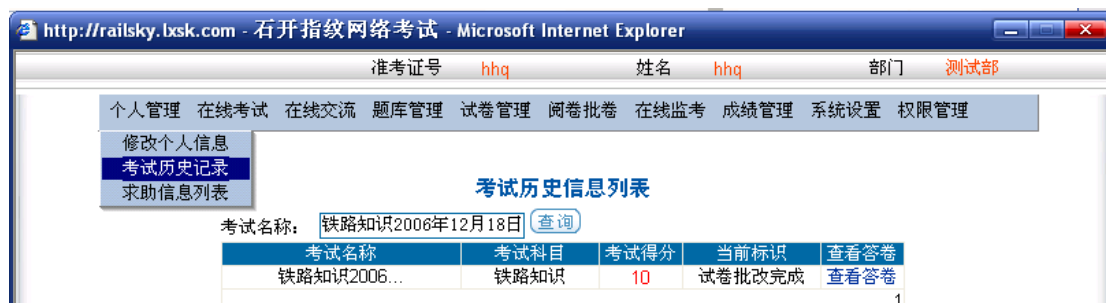 http://railsky.lxsk.com - 石开指纹网络考试 - Microsoft Internet Explorer
准考证号 hhq 姓名 hhq 部门 测试部
个人管理 在线考试 在线交流 题库管理 试卷管理 阅卷批卷 在线监考 成绩管理 系统设置 权限管理
修改个人信息
考试历史记录
求助信息列表
考试历史信息列表
考试名称: 铁路知识2006年12月18日 查询
考试名称 考试科目 考试得分 当前标识 查看答卷
铁路知识2006... 铁路知识 10 试卷批改完成 查看答卷
1